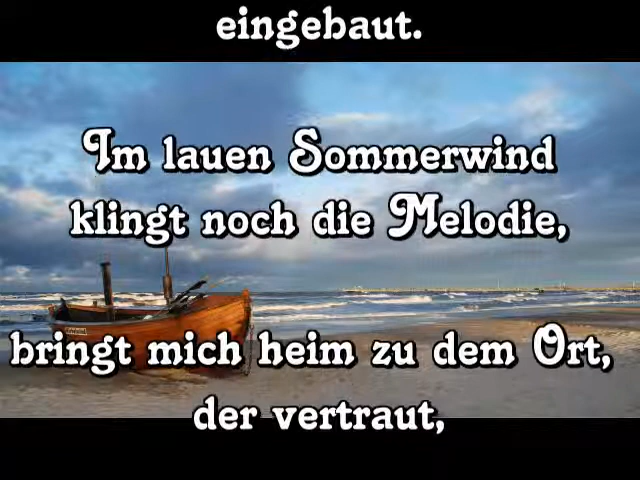 eingebaut.
Im lauen Sommerwind
klingt noch die Melodie,
bringt mich heim zu dem Ort,
der vertraut,